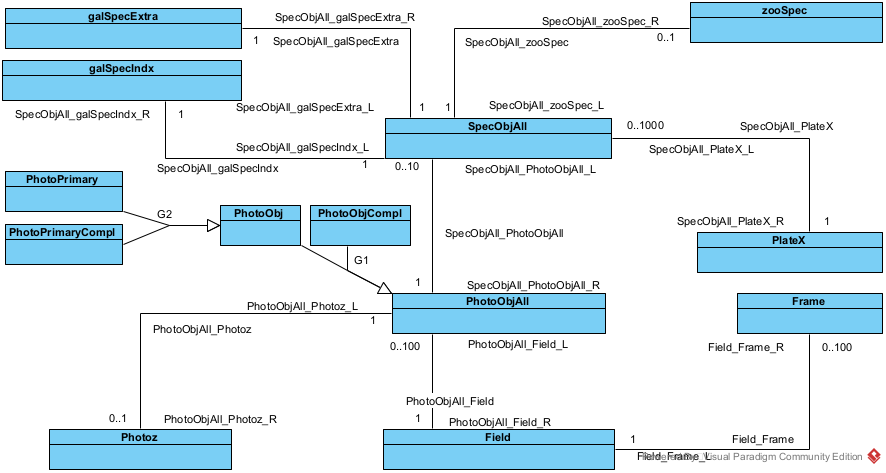 galSpecExtra
SpecObjAll_galSpecExtra_R
1
SpecObjAll_galSpecExtra
SpecObjAll_zooSpec_R
zooSpec
0..1
SpecObjAll_zooSpec
galSpecIndx
SpecObjAll_galSpecIndx_R
1
SpecObjAll_galSpecExtra_L
1
1
SpecObjAll_zooSpec_L
SpecObjAll
0..1000
SpecObjAll_PlateX
SpecObjAll_galSpecIndx_L
SpecObjAll_PlateX_L
SpecObjAll_galSpecIndx
1
0..10
SpecObjAll_PhotoObjAll_L
PhotoPrimary
G2
PhotoObj
PhotoObjCompl
PhotoPrimaryCompl
SpecObjAll_PlateX_R
1
SpecObjAll_PhotoObjAll
PlateX
G1
1
SpecObjAll_PhotoObjAll_R
PhotoObjAll_Photoz_L
PhotoObjAll
Frame
PhotoObjAll_Photoz
1
0..100
PhotoObjAll_Field_L
Field_Frame_R
0..100
PhotoObjAll_Field
0..1
PhotoObjAll_Photoz_R
1
PhotoObjAll_Field_R
Photoz
Field
1
Field_Frame
Field_Frame_L
Visual Paradigm Community Edition